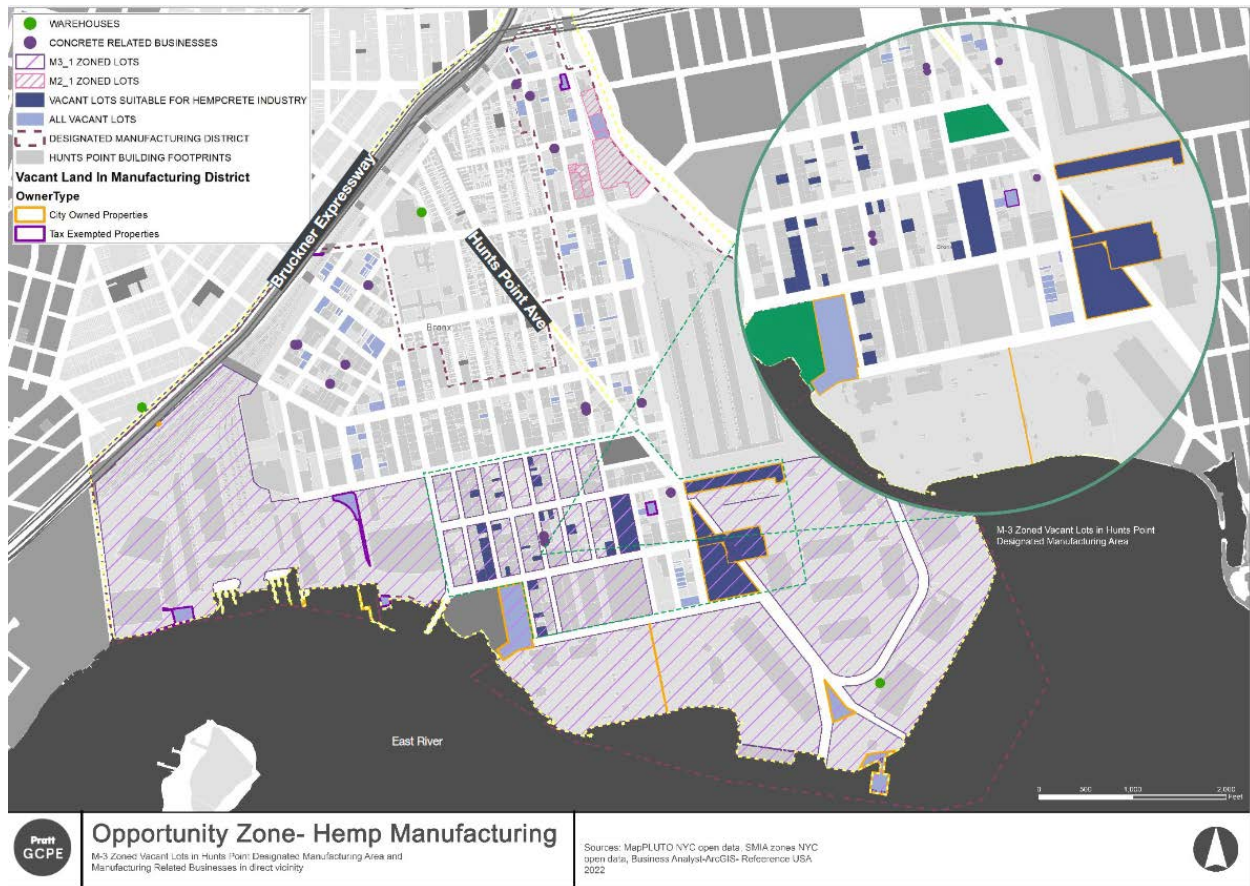 WAREHOUSES
CONCRETE RELATED BUSINESSES
M3_1 ZONED LOTS
M2_1 ZONED LOTS
VACANT LOTS SUITABLE FOR HEMPCRETE INDUSTRY
ALL VACANT LOTS
DESIGNATED MANUFACTURING DISTRICT
HUNTS POINT BUILDING FOOTPRINTS
Vacant Land In Manufacturing District
OwnerType
City Owned Properties
Tax Exempted Properties
Bruckner Expressway
Hunts Point Ave
Bronx
Bronx
M-3 Zoned Vacant Lots in Hunts Point
Designated Manufacturing Area
East River
0 500 1,000 2,000
Feet
Pratt
GCPE
Opportunity Zone- Hemp Manufacturing
M-3 Zoned Vacant Lots in Hunts Point Designated Manufacturing Area and
Manufacturing Related Businesses in direct vicinity
Sources: MapPLUTO NYC open data, SMIA zones NYC
open data, Business Analyst-ArcGIS- Refeerence USA
2022